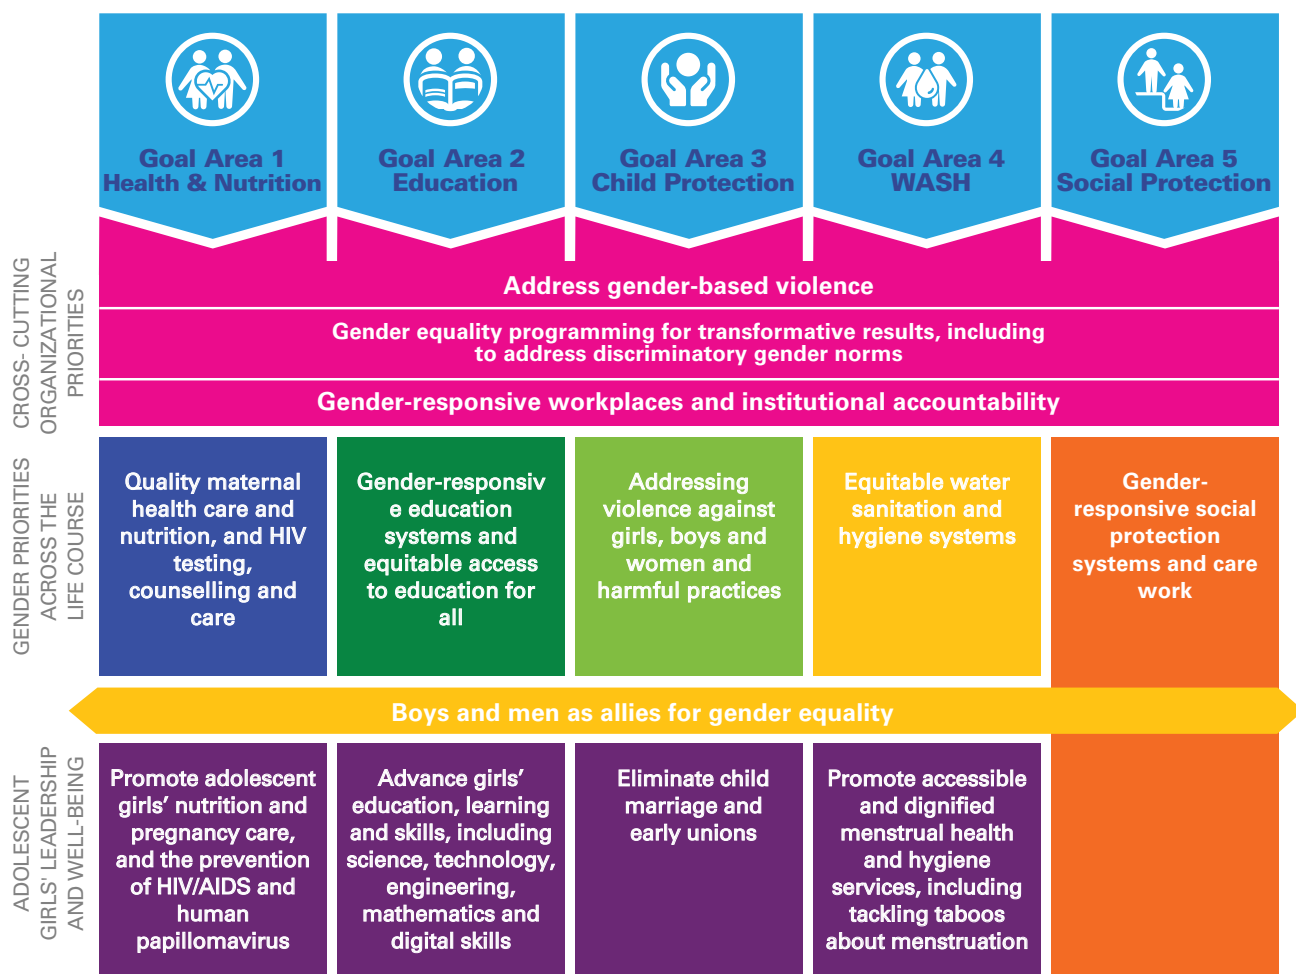 Goal Area 1
Health & Nutrition
Goal Area 2
Education
Goal Area 3
Child Protection
Goal Area 4
WASH
Goal Area 5
Social Protection
CROSS- CUTTING
ORGANIZATIONAL
PRIORITIES
Address gender-based violence
Gender equality programming for transformative results, including
to address discriminatory gender norms
Gender-responsive workplaces and institutional accountability
GENDER PRIORITIES
ACROSS THE
LIFE COURSE
Quality maternal
health care and
nutrition, and HIV
testing,
counselling and
care
Gender-responsiv
e education
systems and
equitable access
to education for
all
Addressing
violence against
girls, boys and
women and
harmful practices
Equitable water
sanitation and
hygiene systems
Gender-
responsive social
protection
systems and care
work
Boys and men as allies for gender equality
ADOLESCENT
GIRLS' LEADERSHIP
AND WELL-BEING
Promote adolescent
girls’ nutrition and
pregnancy care,
and the prevention
of HIV/AIDS and
human
papillomavirus
Advance girls’
education, learning
and skills, including
science, technology,
engineering,
mathematics and
digital skills
Eliminate child
marriage and
early unions
Promote accessible
and dignified
menstrual health
and hygiene
services, including
tackling taboos
about menstruation